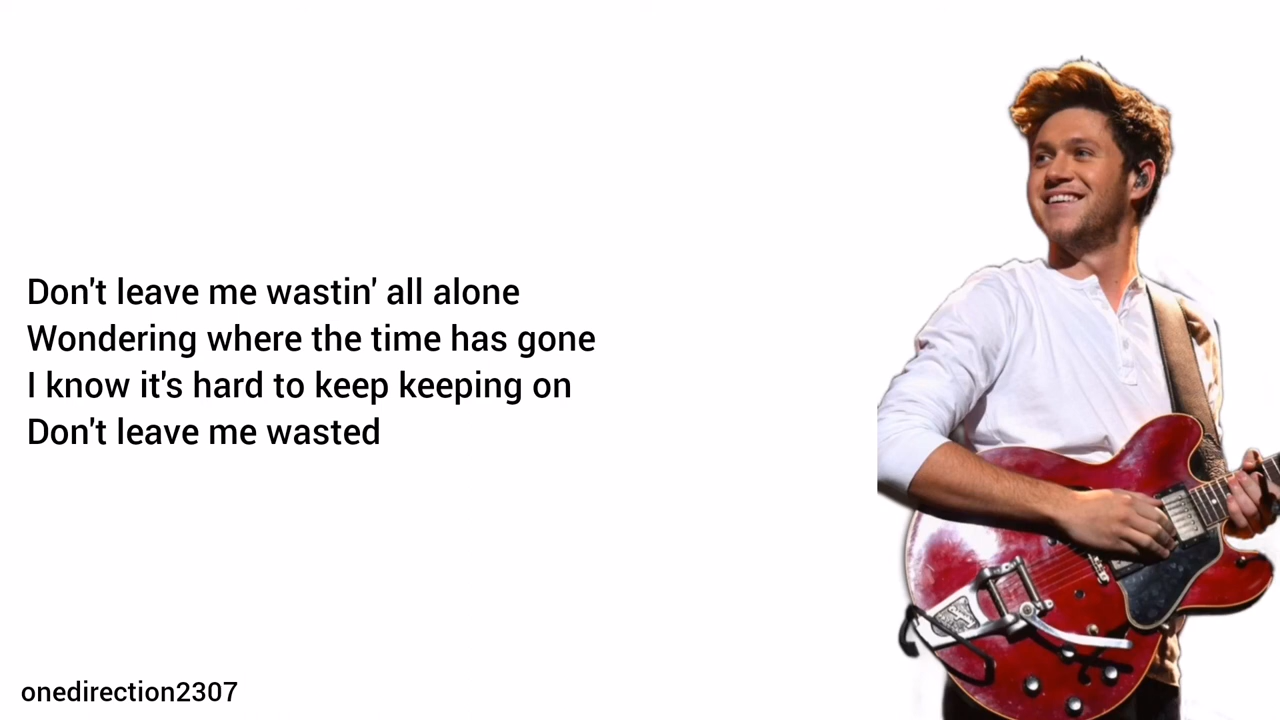 Don't leave me wastin' all alone
Wondering where the time has gone
I know it's hard to keep keeping on
Don't leave me wasted
onedirection2307